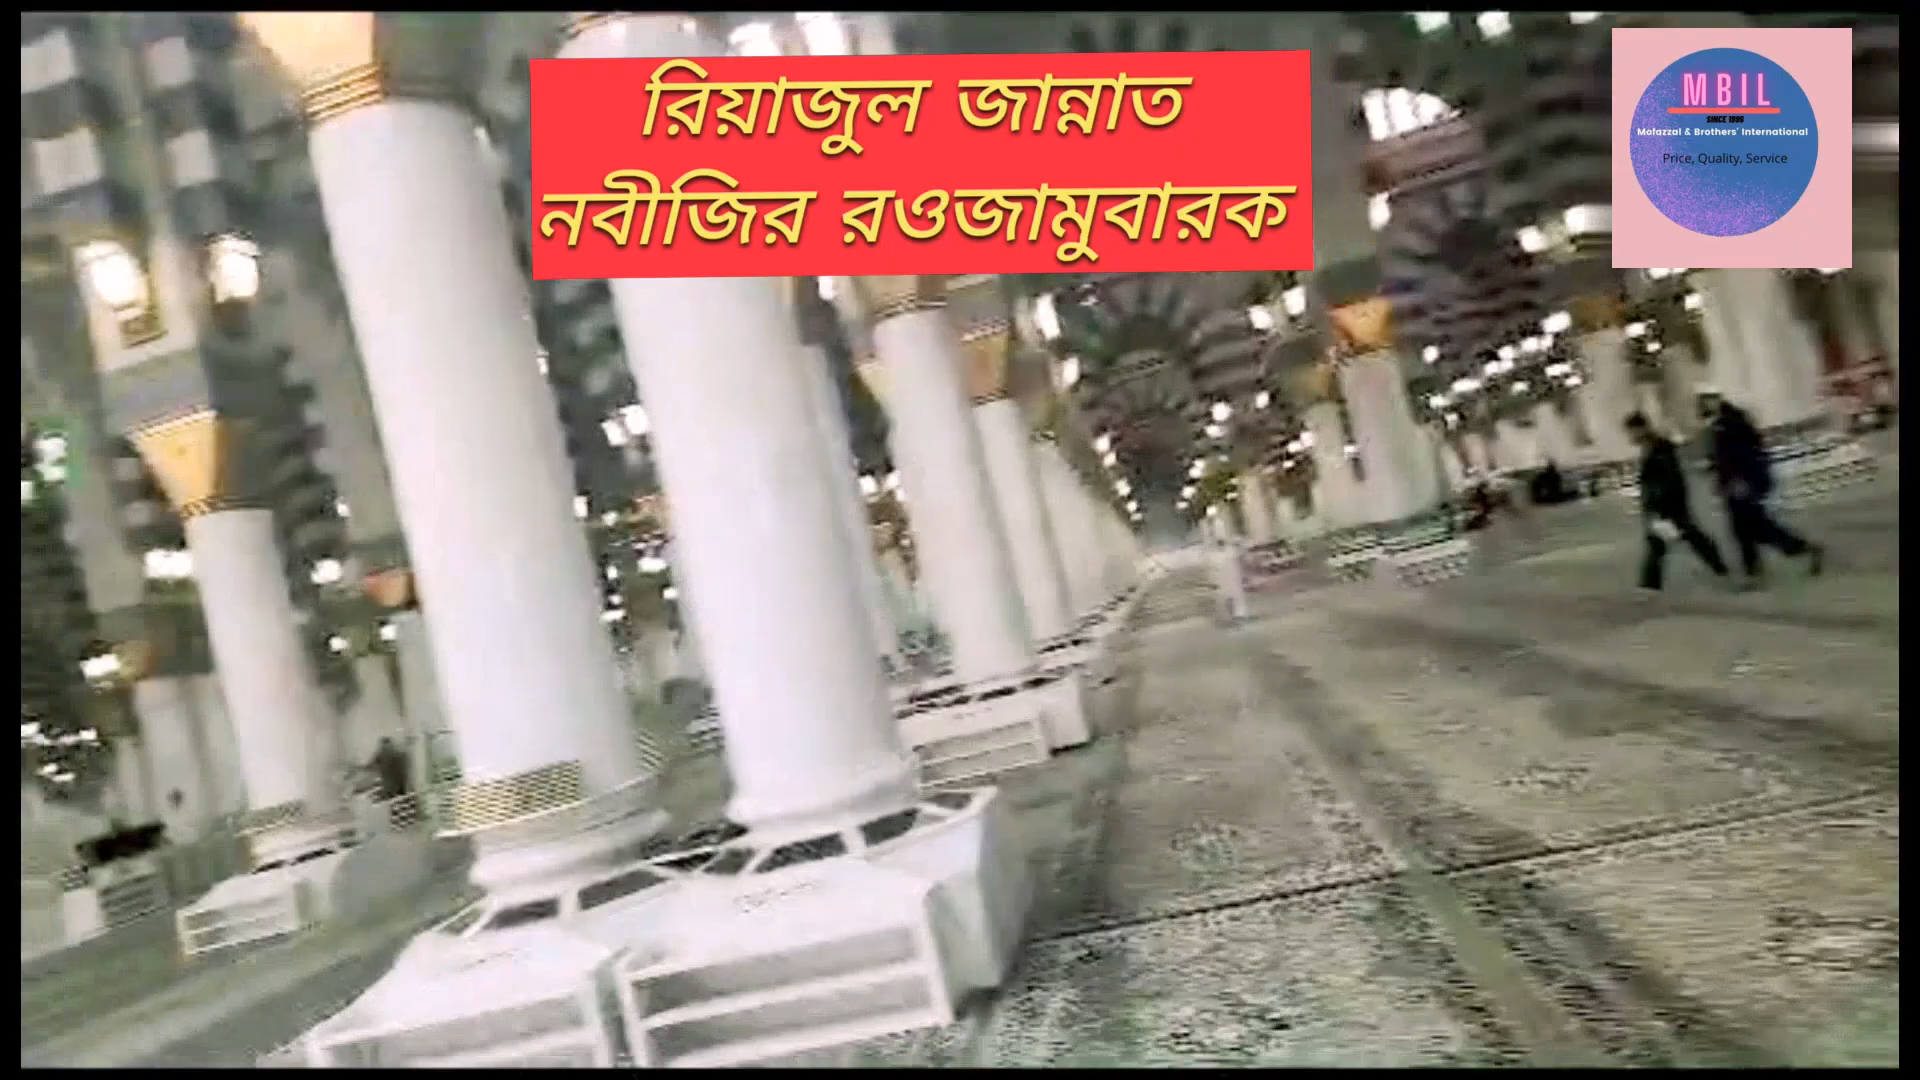 রিয়াজুল জান্নাত
নবীজির রওজামুবারক
MBIL
SINCE 1996
Mofazzal & Brothers' International
Price, Quality, Service